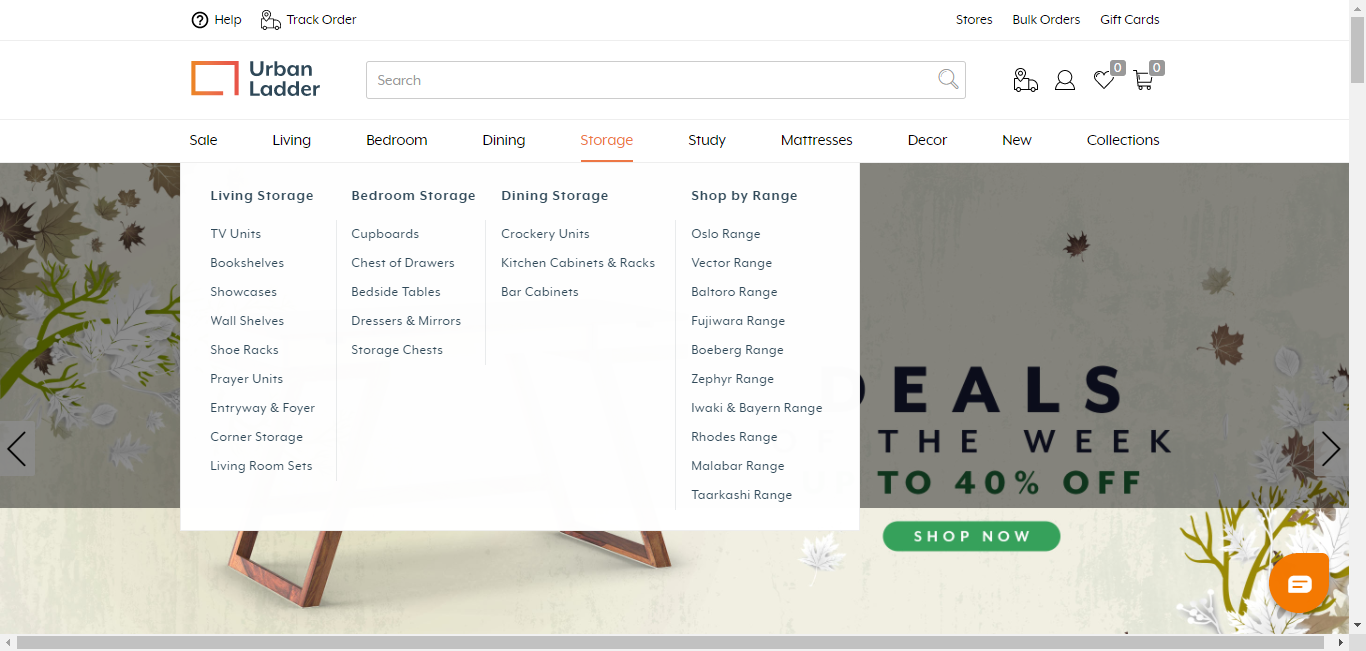 Help
Track Order
Stores
Bulk Orders
Gift Cards
Urban
Ladder
Search
0
0
Sale
Living
Bedroom
Dining
Storage
Study
Mattresses
Decor
New
Collections
Living Storage
TV Units
Bookshelves
Showcases
Wall Shelves
Shoe Racks
Prayer Units
Entryway & Foyer
Corner Storage
Living Room Sets
Bedroom Storage
Cupboards
Chest of Drawers
Bedside Tables
Dressers & Mirrors
Storage Chests
Dining Storage
Crockery Units
Kitchen Cabinets & Racks
Bar Cabinets
Shop by Range
Oslo Range
Vector Range
Baltoro Range
Fujiwara Range
Boeberg Range
Zephyr Range
Iwaki & Bayern Range
Rhodes Range
Malabar Range
Taarkashi Range
DEALS
OF THE WEEK
UP TO 40% OFF
SHOP NOW